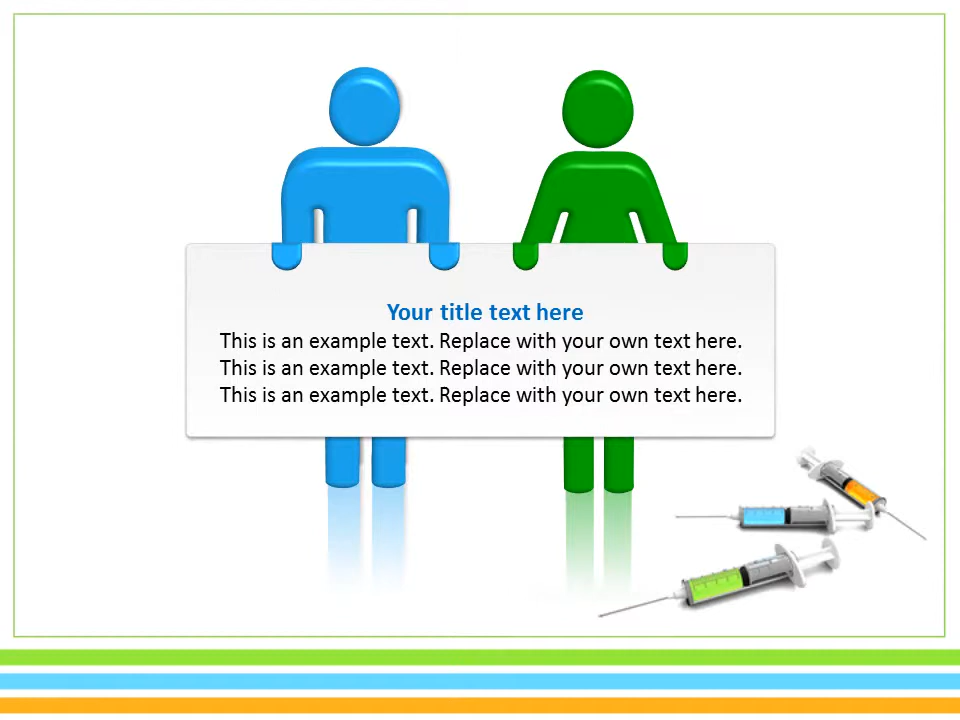 Your title text here
This is an example text. Replace with your own text here.
This is an example text. Replace with your own text here.
This is an example text. Replace with your own text here.